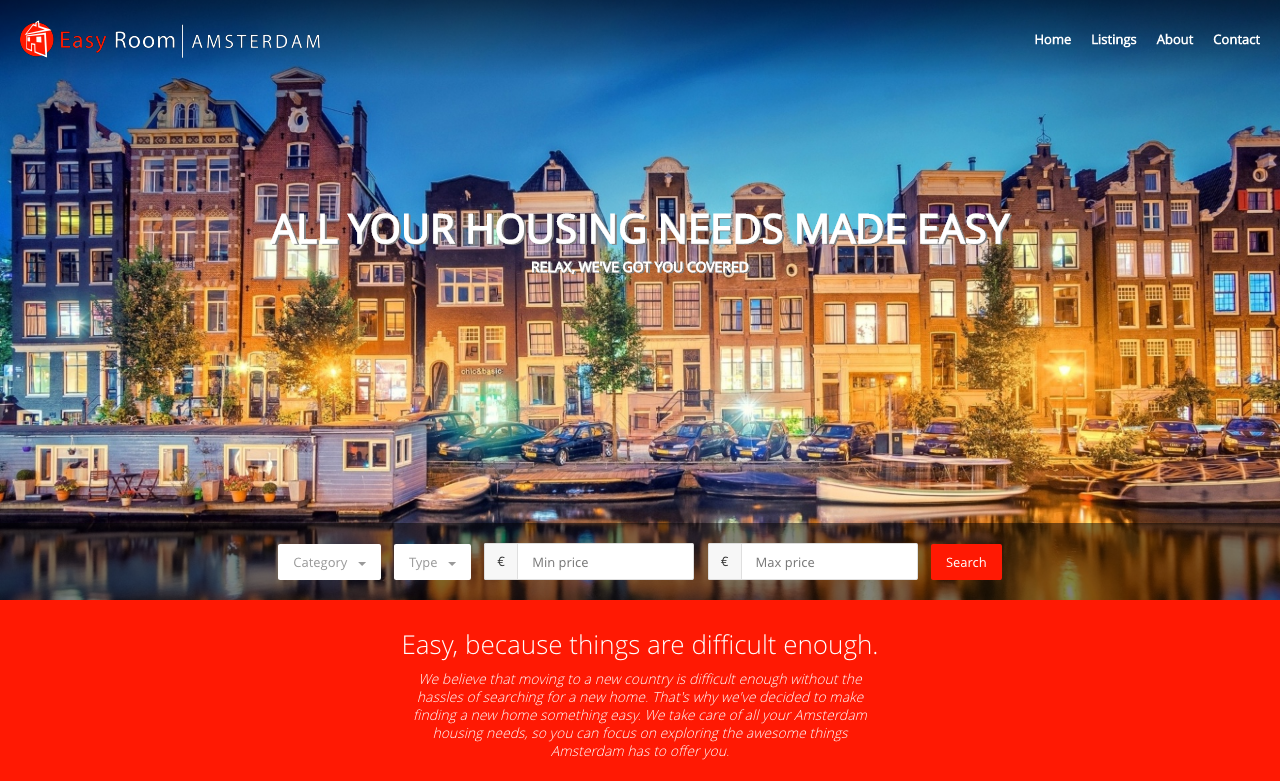 Easy Room | AMSTERDAM
Home Listings About Contact
ALL YOUR HOUSING NEEDS MADE EASY
RELAX, WE'VE GOT YOU COVERED
chic&basic
Category Type € Min price € Max price Search
Easy, because things are difficult enough.
We believe that moving to a new country is difficult enough without the
hassles of searching for a new home. That's why we've decided to make
finding a new home something easy. We take care of all your Amsterdam
housing needs, so you can focus on exploring the awesome things
Amsterdam has to offer you.